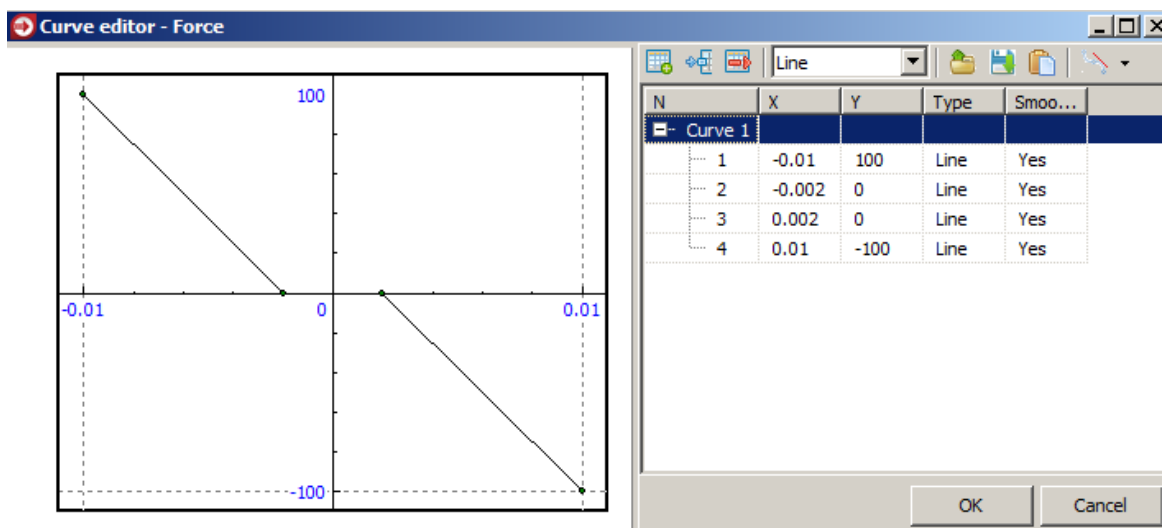 Curve editor - Force
100
-0.01 0 0.01
-100
Line
N X Y Type Smoo...
Curve 1
1 -0.01 100 Line Yes
2 -0.002 0 Line Yes
3 0.002 0 Line Yes
4 0.01 -100 Line Yes
OK Cancel